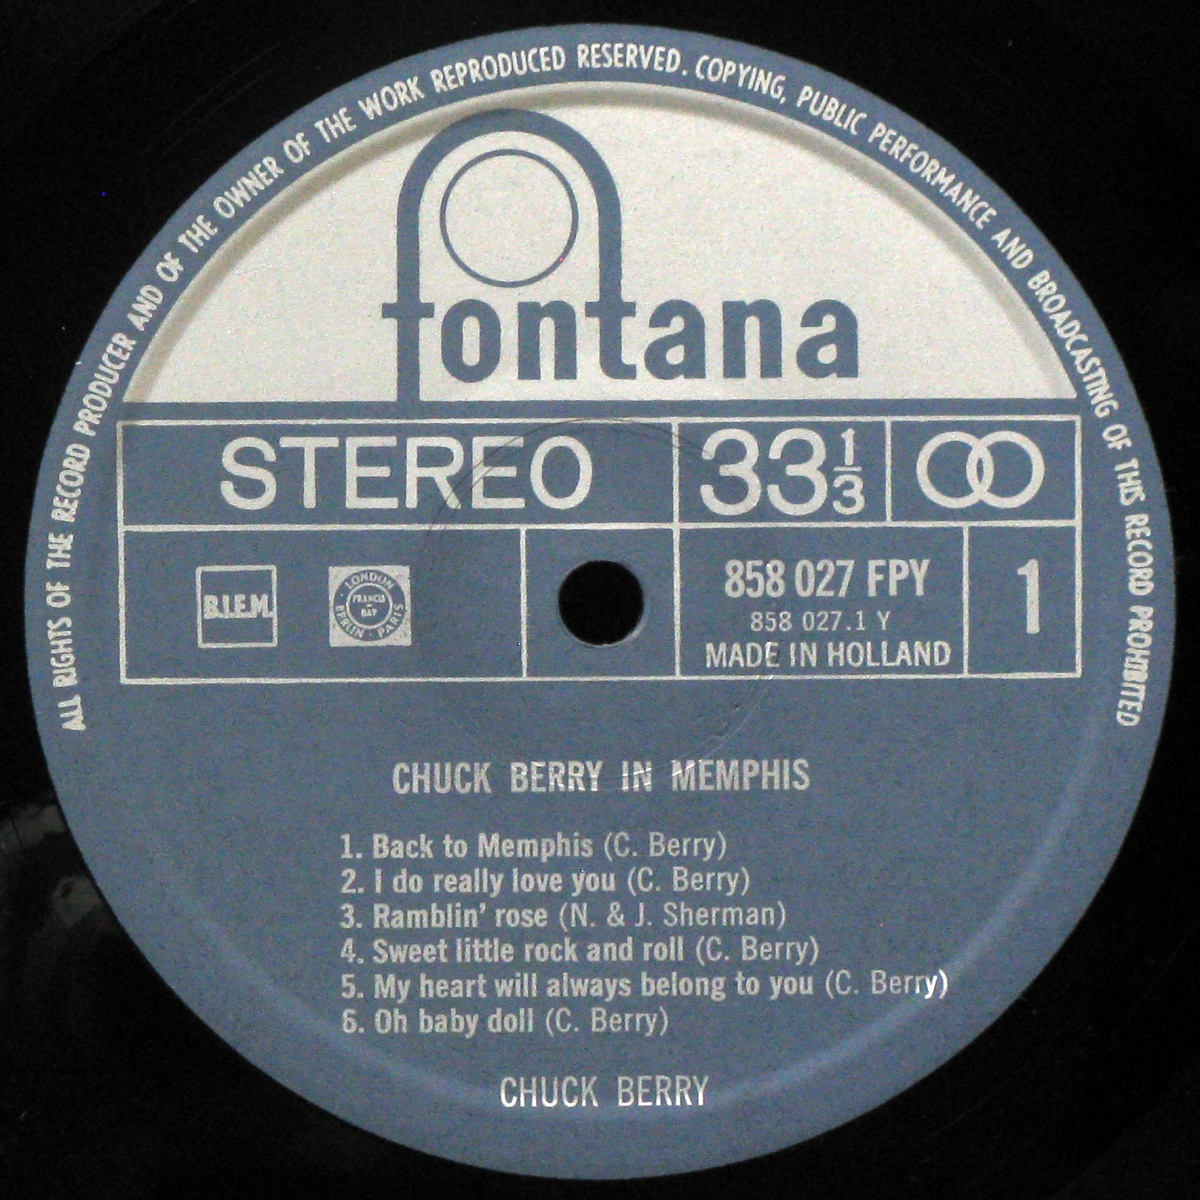 ALL RIGHTS OF THE RECORD PRODUCER AND OF THE OWNER OF THE WORK REPRODUCED RESERVED. COPYING, PUBLIC PERFORMANCE AND BROADCASTING OF THIS RECORD PROHIBITED
fontana
STEREO 33 1/3
B.I.E.M.
LONDON
FRANCIS
DAY
BERLIN · PARIS
858 027 FPY
858 027.1 Y
MADE IN HOLLAND
1
CHUCK BERRY IN MEMPHIS
1. Back to Memphis (C. Berry)
2. I do really love you (C. Berry)
3. Ramblin' rose (N. & J. Sherman)
4. Sweet little rock and roll (C. Berry)
5. My heart will always belong to you (C. Berry)
6. Oh baby doll (C. Berry)
CHUCK BERRY